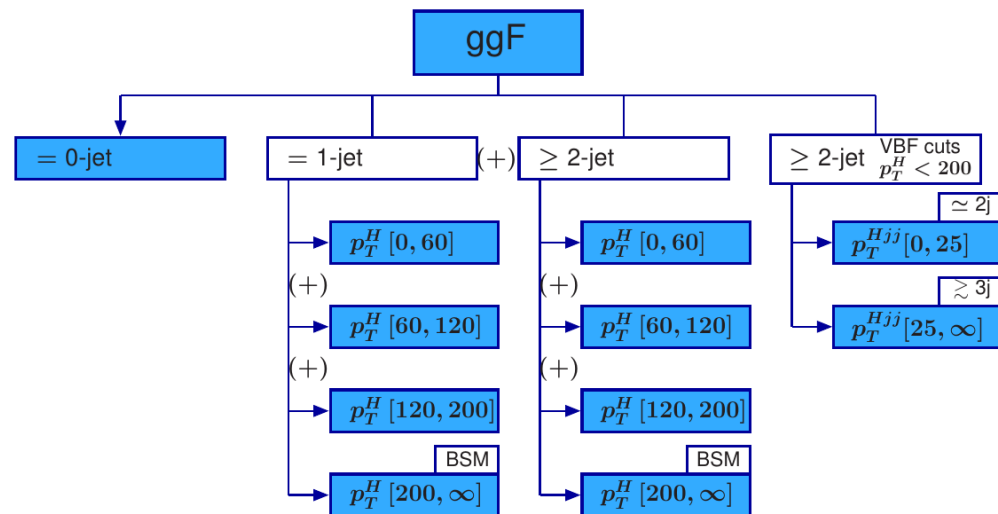 ggF
= 0-jet
= 1-jet
(+)
≥ 2-jet
≥ 2-jet VBF cuts
p_T^H < 200
p_T^H [0, 60]
(+)
p_T^H [60, 120]
(+)
p_T^H [120, 200]
BSM
p_T^H [200, ∞]
p_T^H [0, 60]
(+)
p_T^H [60, 120]
(+)
p_T^H [120, 200]
BSM
p_T^H [200, ∞]
≃ 2j
p_T^{Hjj} [0, 25]
≳ 3j
p_T^{Hjj} [25, ∞]